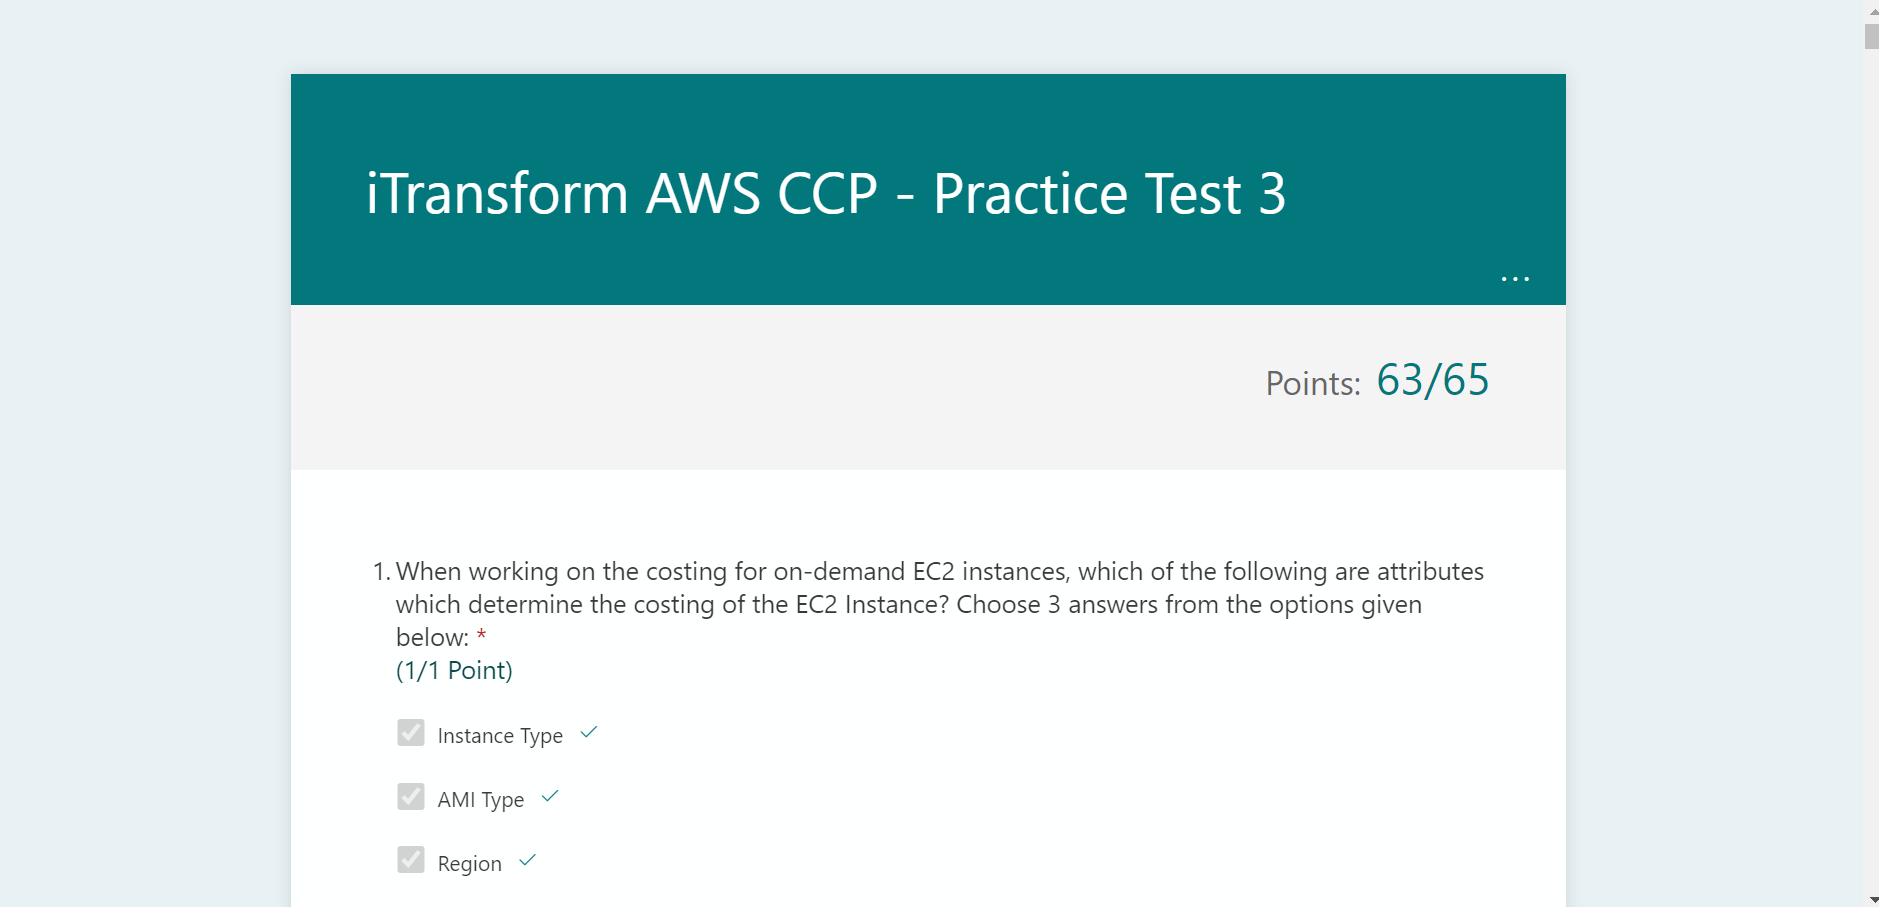 iTransform AWS CCP - Practice Test 3
...
Points: 63/65
1. When working on the costing for on-demand EC2 instances, which of the following are attributes
which determine the costing of the EC2 Instance? Choose 3 answers from the options given
below: *
(1/1 Point)
Instance Type
AMI Type
Region